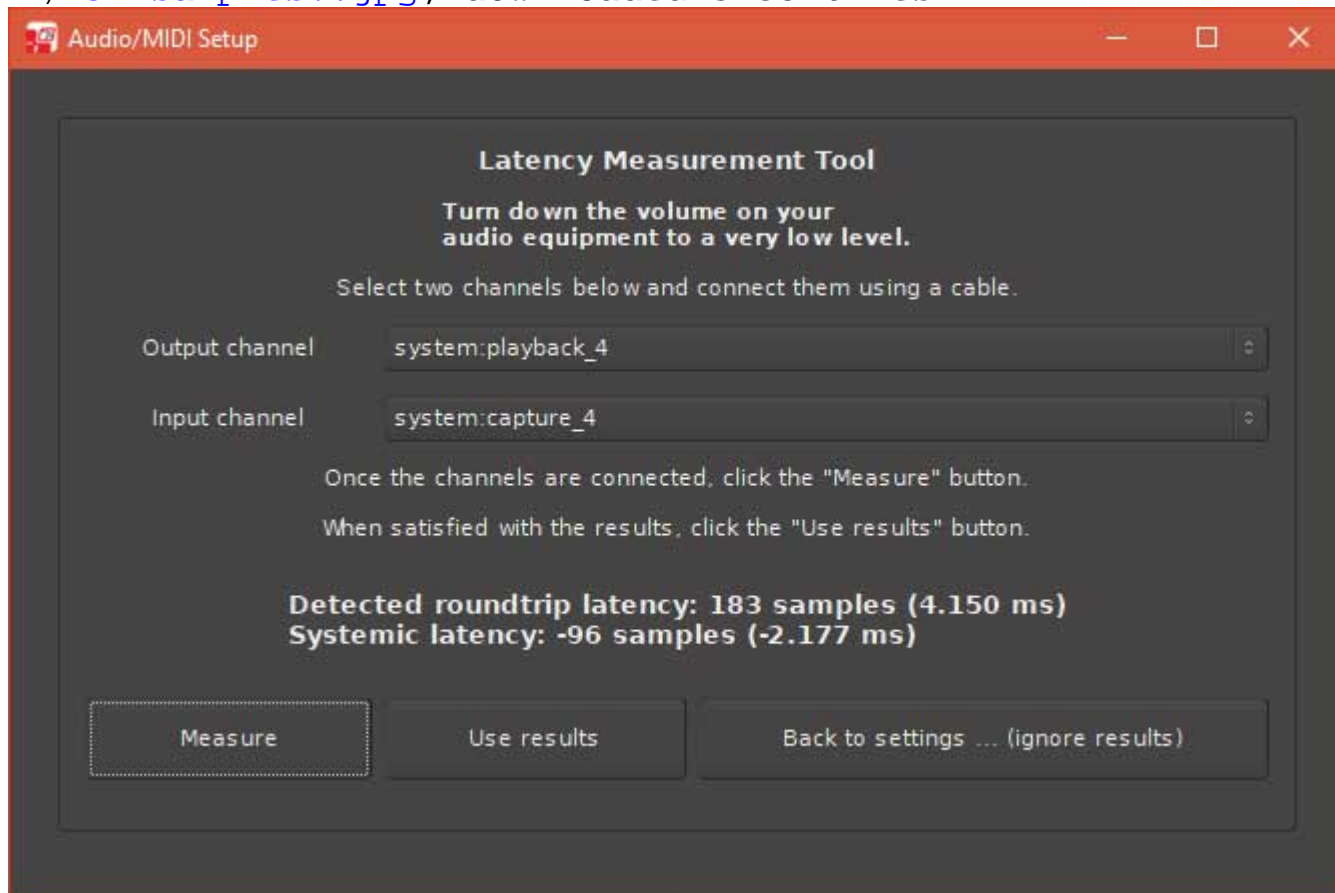 Audio/MIDI Setup
Latency Measurement Tool
Turn down the volume on your
audio equipment to a very low level.
Select two channels below and connect them using a cable.
Output channel system:playback_4
Input channel system:capture_4
Once the channels are connected, click the "Measure" button.
When satisfied with the results, click the "Use results" button.
Detected roundtrip latency: 183 samples (4.150 ms)
Systemic latency: -96 samples (-2.177 ms)
Measure Use results Back to settings ... (ignore results)